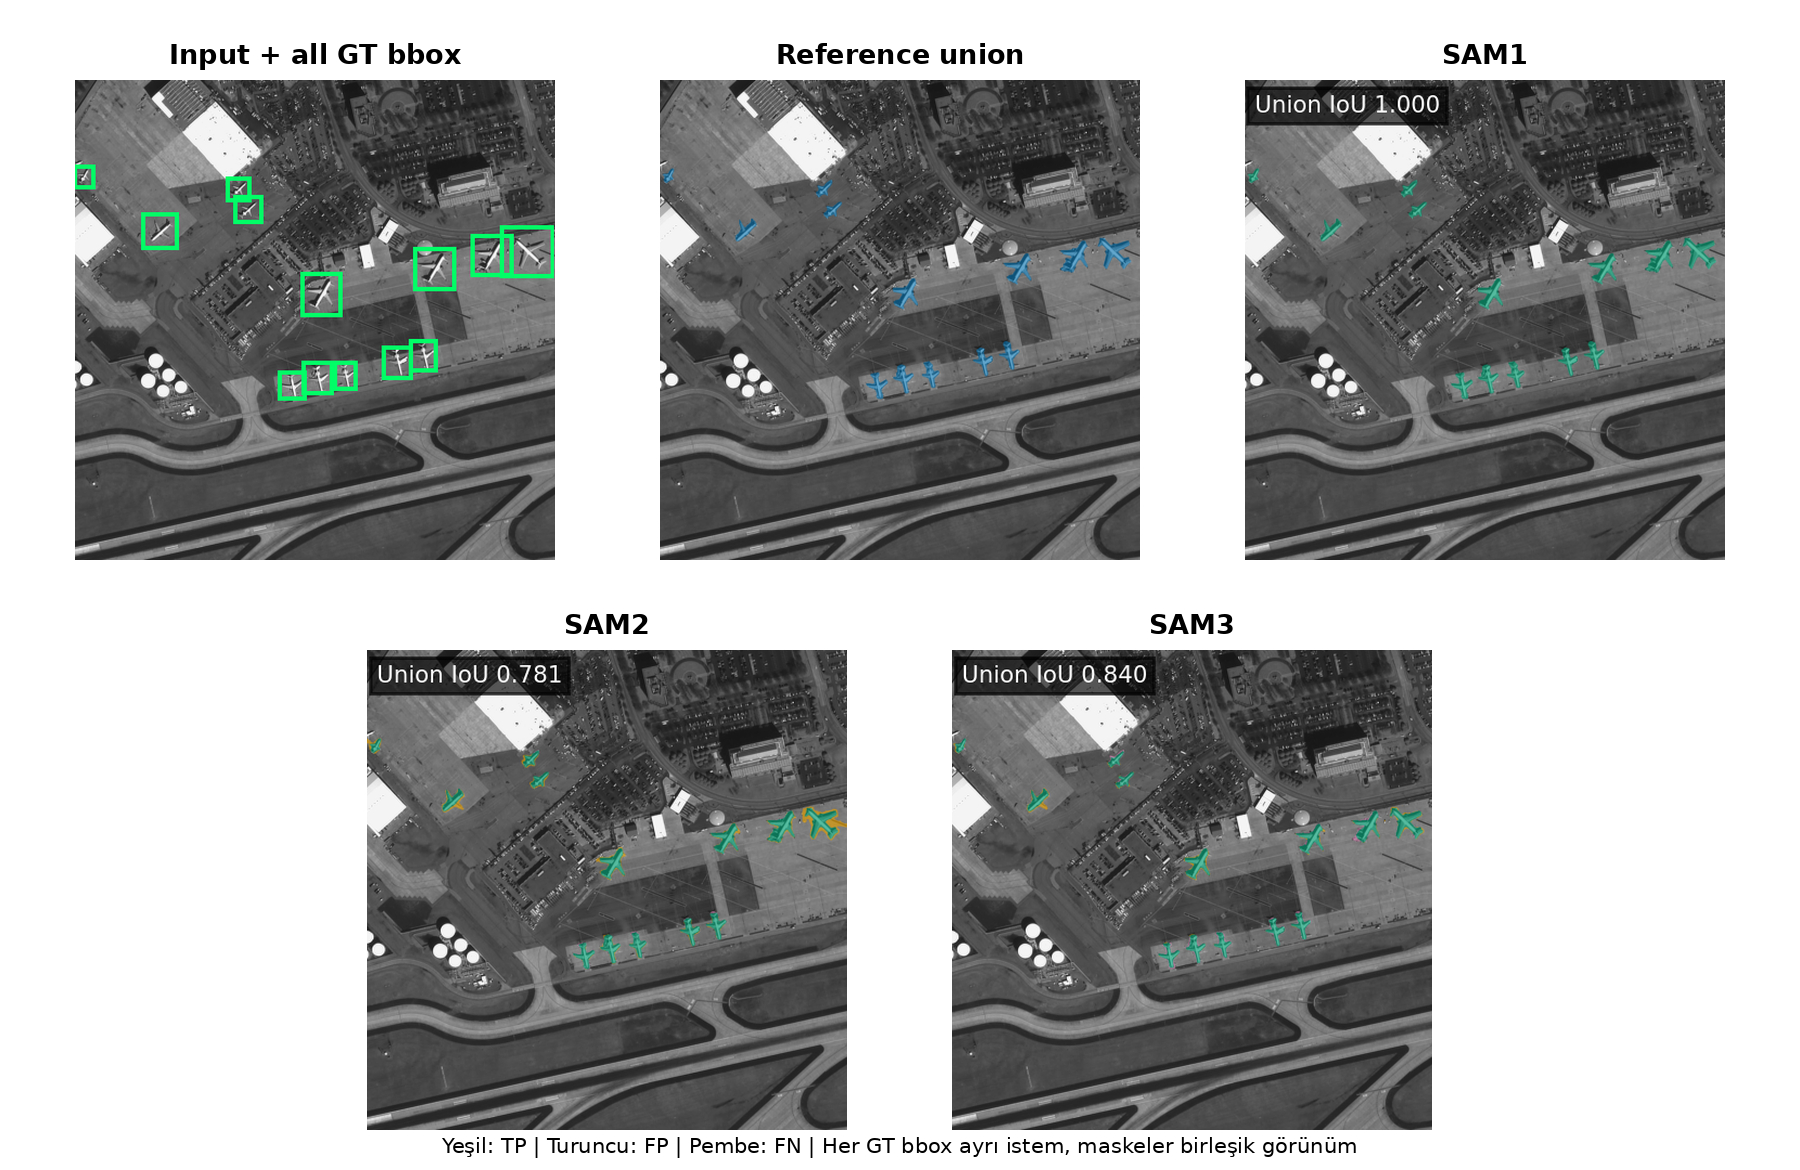 Input + all GT bbox
Reference union
SAM1
Union IoU 1.000
SAM2
SAM3
Union IoU 0.781
Union IoU 0.840
Yeşil: TP | Turuncu: FP | Pembe: FN | Her GT bbox ayrı istem, maskeler birleşik görünüm